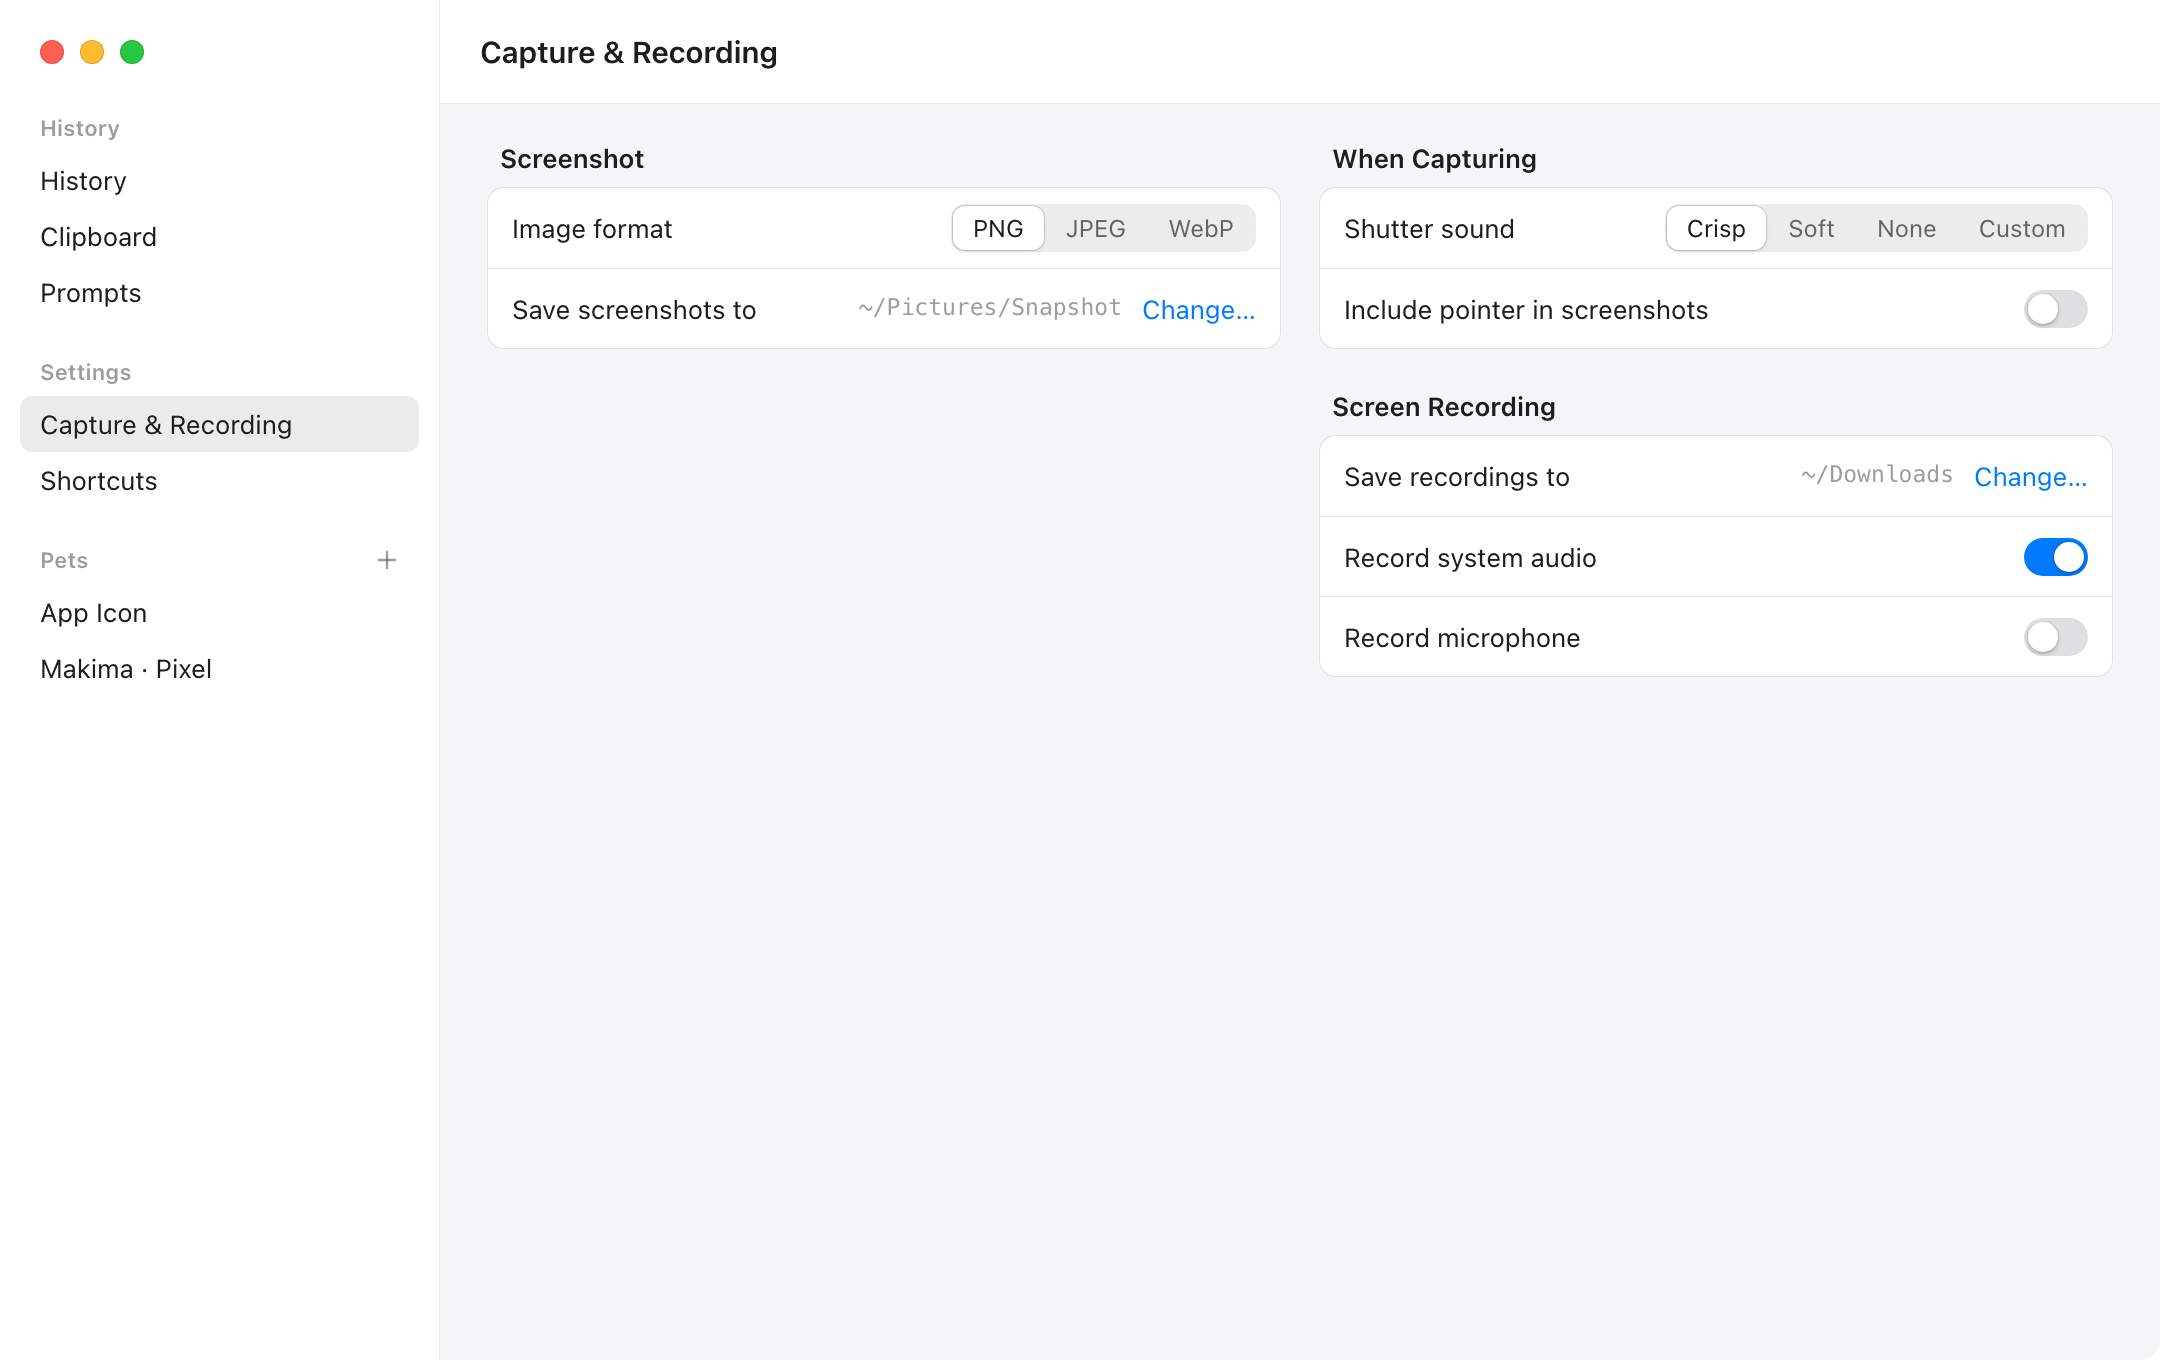 Capture & Recording
History
History
Clipboard
Prompts
Settings
Capture & Recording
Shortcuts
Pets
App Icon
Makima · Pixel
Screenshot
Image format PNG JPEG WebP
Save screenshots to ~/Pictures/Snapshot Change...
When Capturing
Shutter sound Crisp Soft None Custom
Include pointer in screenshots
Screen Recording
Save recordings to ~/Downloads Change...
Record system audio
Record microphone